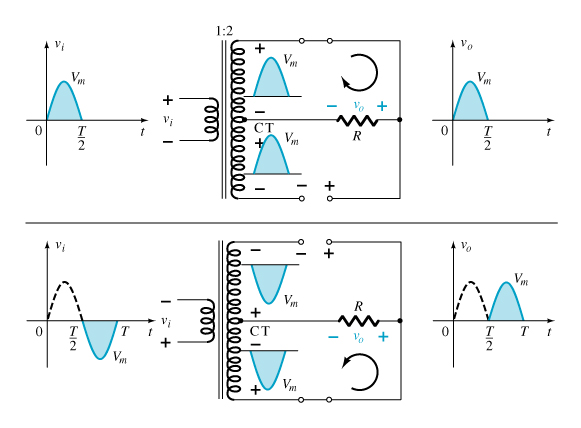 1:2
v_i
V_m
0
T/2
t
+
v_i
−
+
V_m
−
CT
+
V_m
−
− +
− v_o +
R
v_o
V_m
0
T/2
t
v_i
0
T/2
T
t
V_m
−
v_i
+
−
V_m
+
CT
−
V_m
+
− +
R
− v_o +
v_o
V_m
0
T/2
T
t